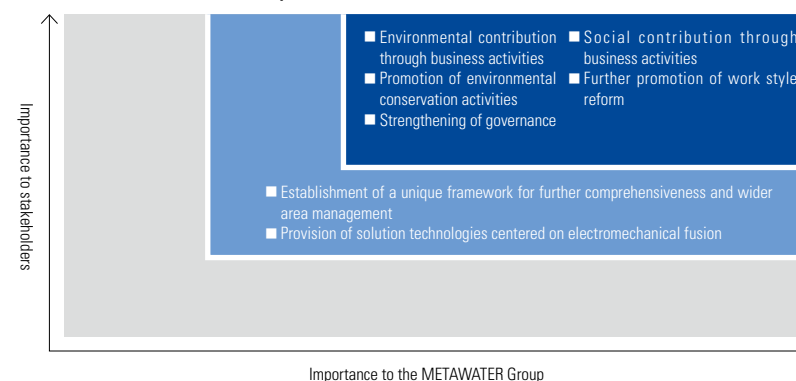 ■ Environmental contribution
through business activities
■ Promotion of environmental
conservation activities
■ Strengthening of governance
■ Social contribution through
business activities
■ Further promotion of work style
reform
■ Establishment of a unique framework for further comprehensiveness and wider
area management
■ Provision of solution technologies centered on electromechanical fusion
Importance to stakeholders
Importance to the METAWATER Group